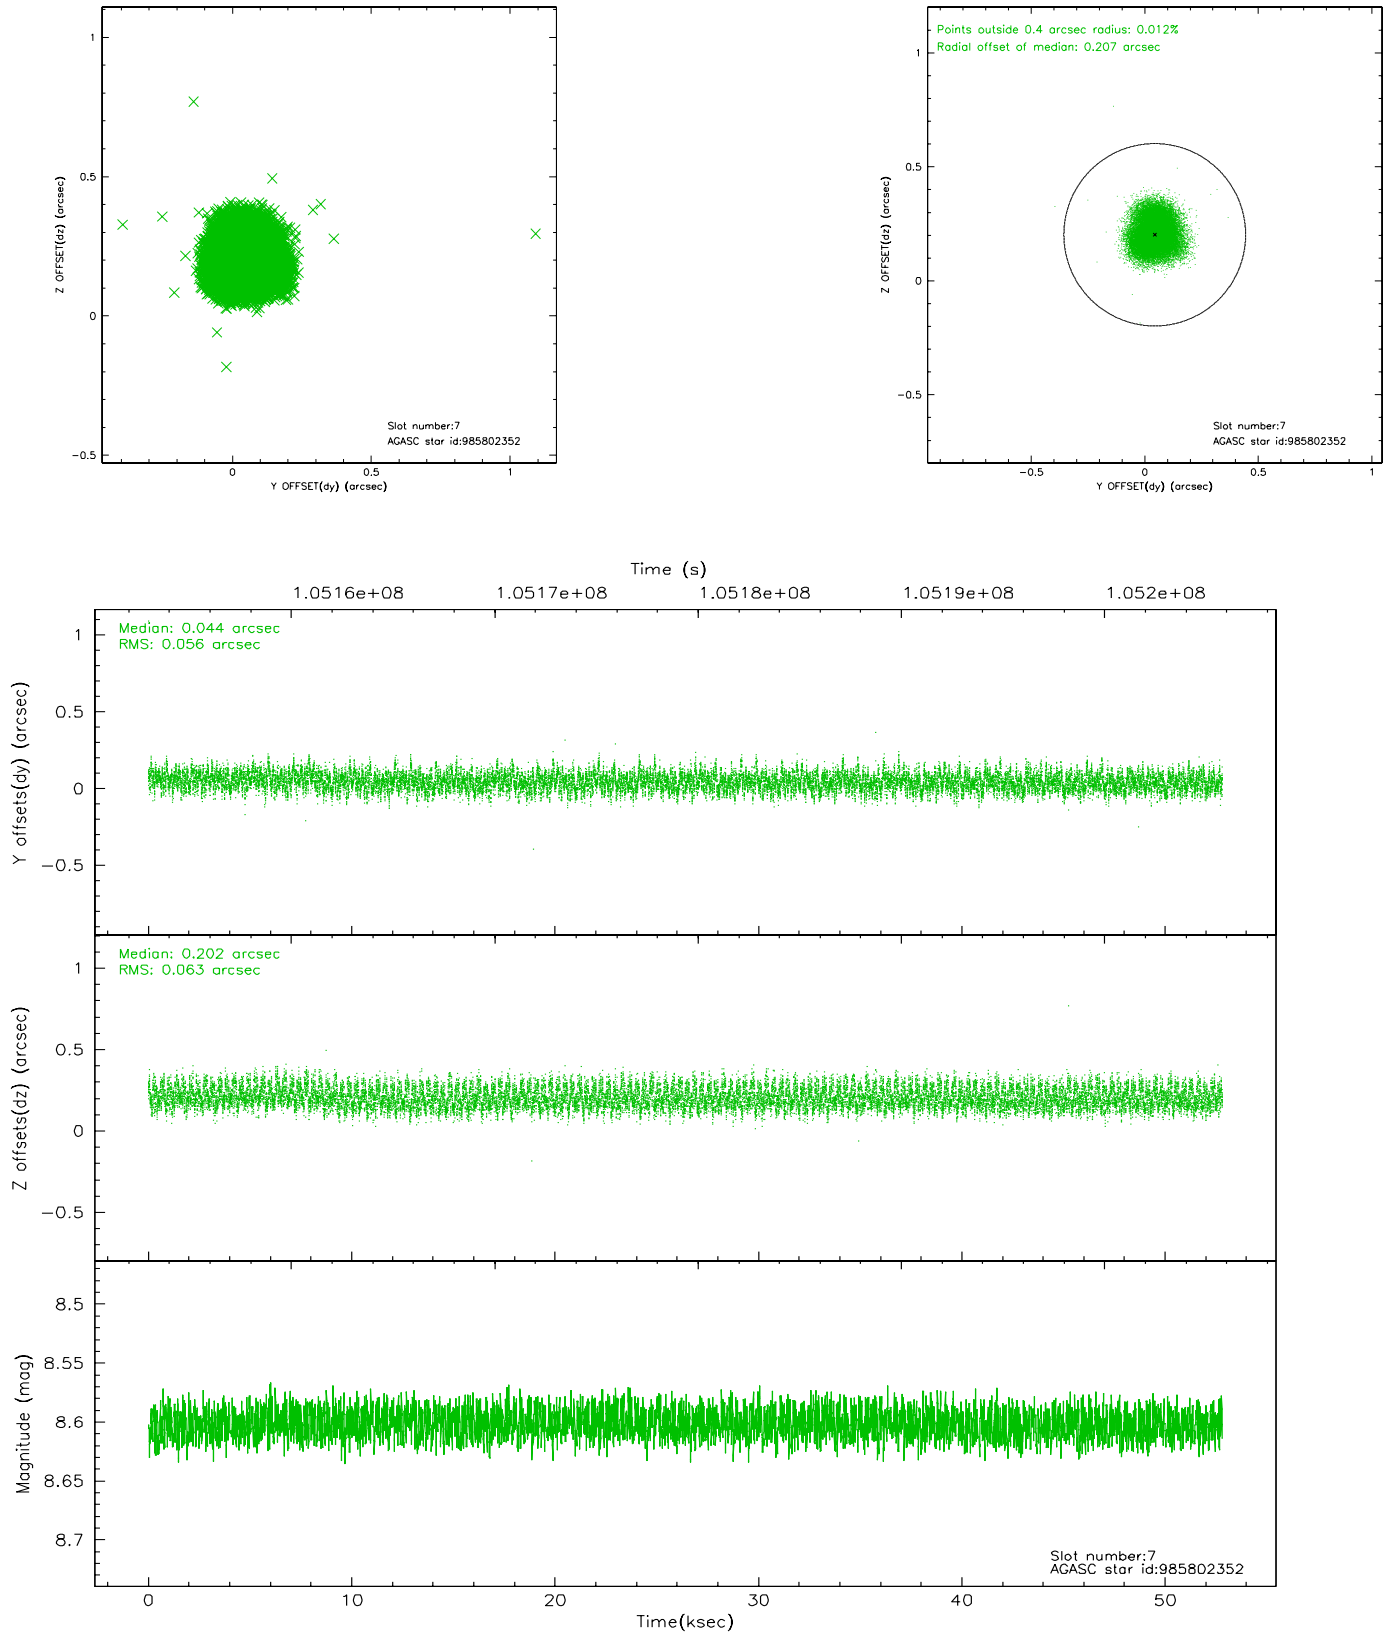 1
0.5
0
−0.5
Z OFFSET(dz) (arcsec)
Slot number:7
AGASC star id:985802352
0
0.5
1
Y OFFSET(dy) (arcsec)
Points outside 0.4 arcsec radius: 0.012%
Radial offset of median: 0.207 arcsec
1
0.5
0
−0.5
Z OFFSET(dz) (arcsec)
Slot number:7
AGASC star id:985802352
−0.5
0
0.5
1
Y OFFSET(dy) (arcsec)
Time (s)
1.0516e+08
1.0517e+08
1.0518e+08
1.0519e+08
1.052e+08
Median: 0.044 arcsec
RMS: 0.056 arcsec
1
0.5
0
−0.5
Y offsets(dy) (arcsec)
Median: 0.202 arcsec
RMS: 0.063 arcsec
1
0.5
0
−0.5
Z offsets(dz) (arcsec)
8.5
8.55
8.6
8.65
8.7
Magnitude (mag)
Slot number:7
AGASC star id:985802352
0
10
20
30
40
50
Time(ksec)